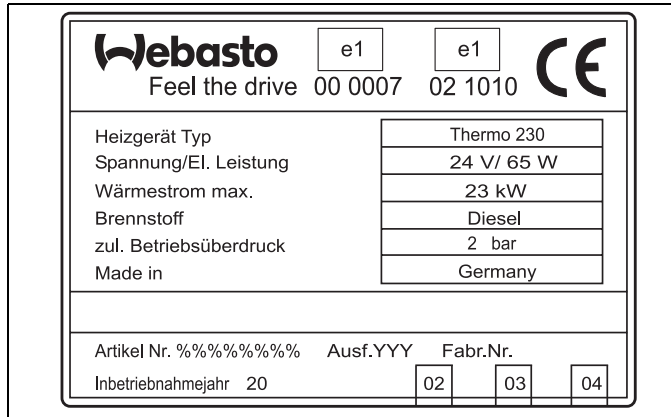 Webasto e1 e1 CE
Feel the drive 00 0007 02 1010
Heizgerät Typ Thermo 230
Spannung/El. Leistung 24 V/ 65 W
Wärmestrom max. 23 kW
Brennstoff Diesel
zul. Betriebsüberdruck 2 bar
Made in Germany
Artikel Nr. %%%%%%%% Ausf.YYY Fabr.Nr.
Inbetriebnahmejahr 20 02 03 04